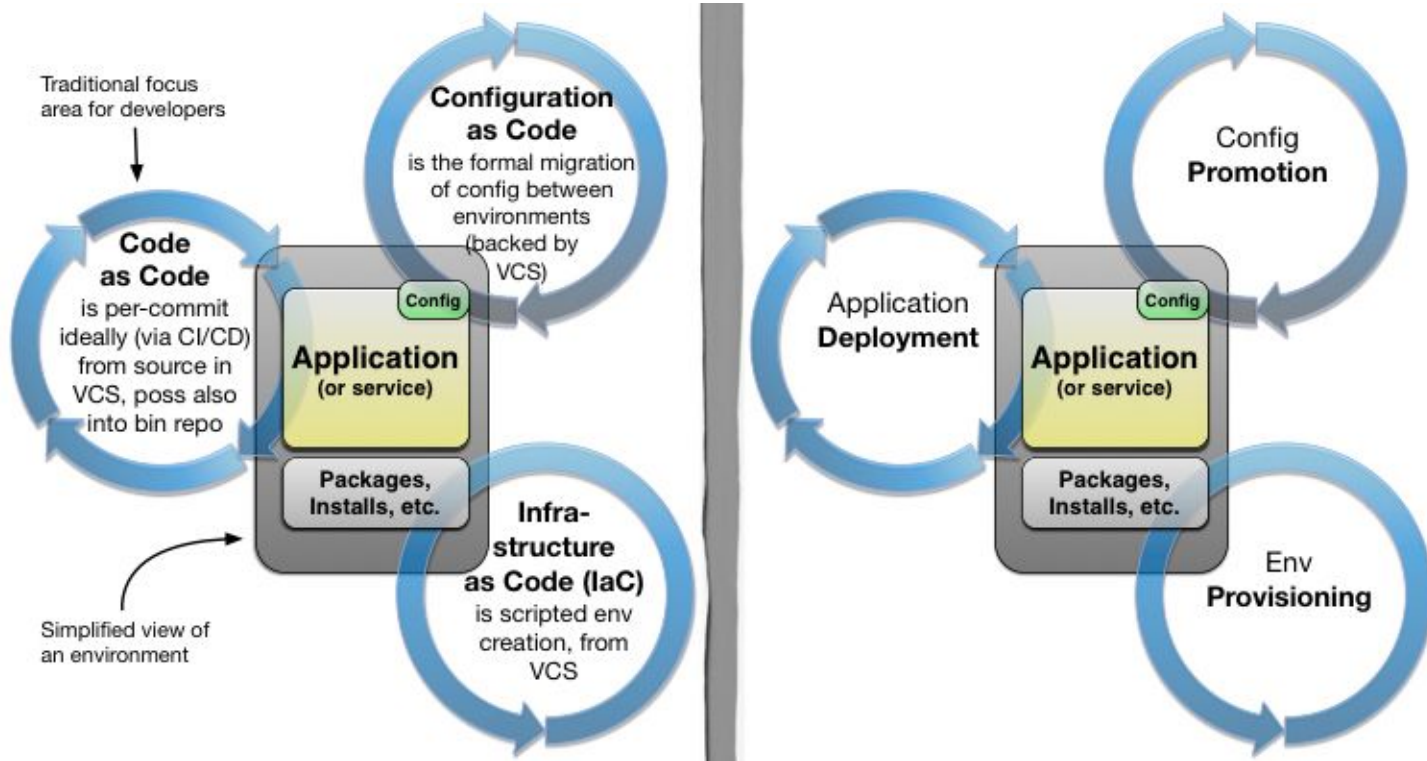 Traditional focus
area for developers
Configuration
as Code
is the formal migration
of config between
environments
(backed by
VCS)
Code
as Code
is per-commit
ideally (via CI/CD)
from source in
VCS, poss also
into bin repo
Config
Application
(or service)
Packages,
Installs, etc.
Infra-
structure
as Code (IaC)
is scripted env
creation, from
VCS
Simplified view of
an environment
Config
Promotion
Application
Deployment
Config
Application
(or service)
Packages,
Installs, etc.
Env
Provisioning